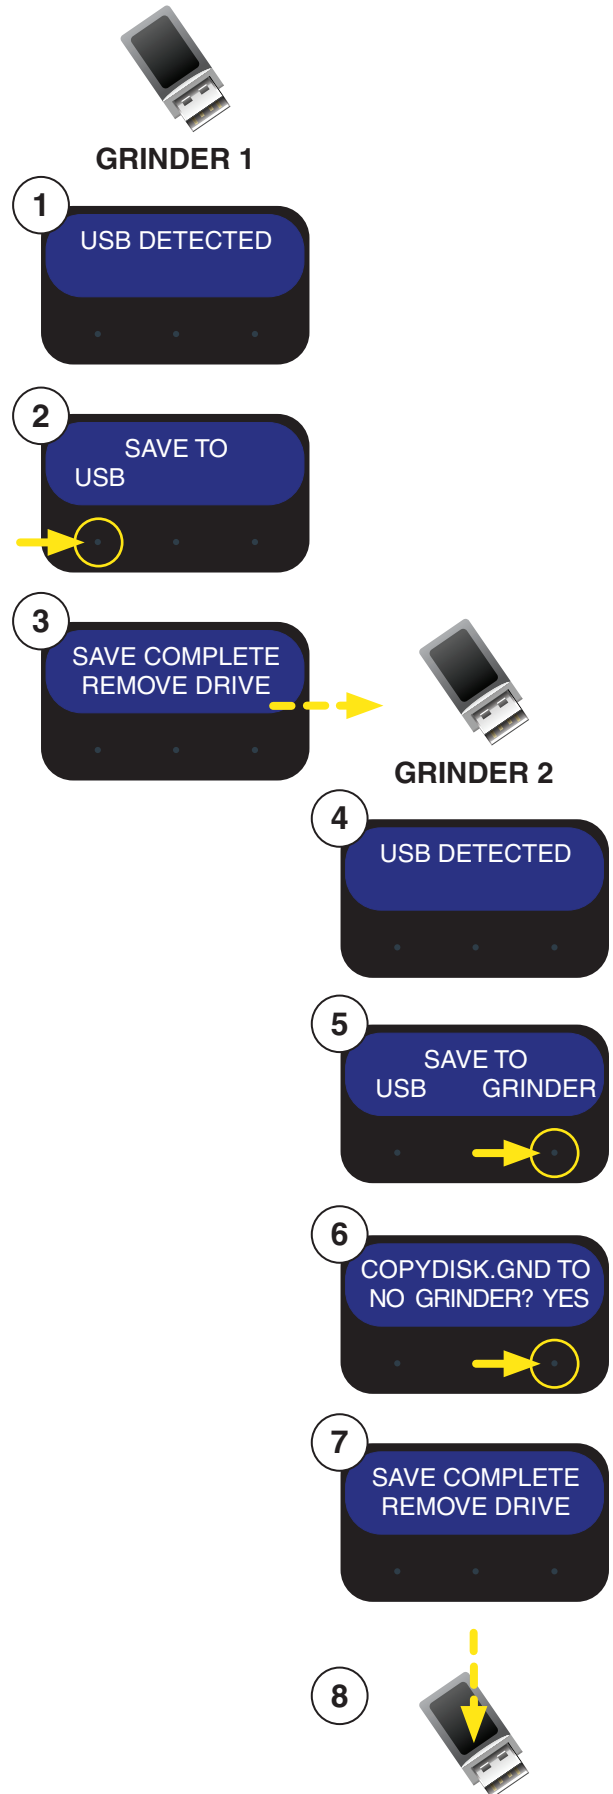 GRINDER 1
1
USB DETECTED
2
SAVE TO
USB
3
SAVE COMPLETE
REMOVE DRIVE
GRINDER 2
4
USB DETECTED
5
SAVE TO
USB GRINDER
6
COPYDISK.GND TO
NO GRINDER? YES
7
SAVE COMPLETE
REMOVE DRIVE
8